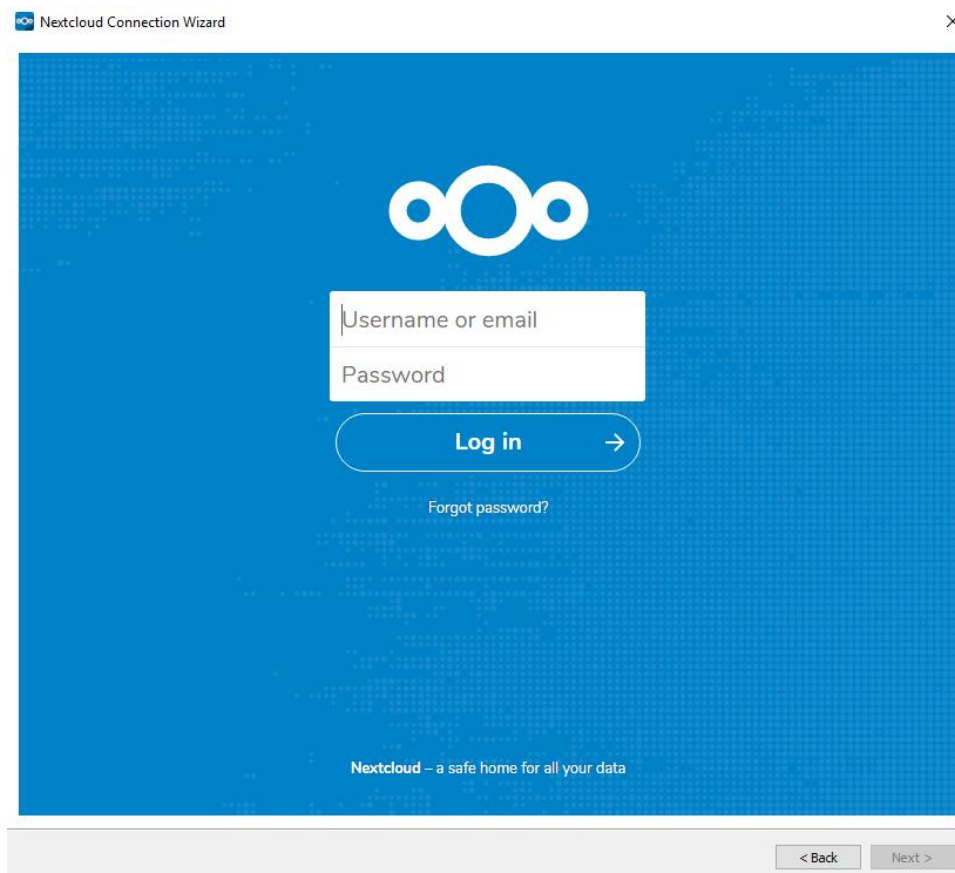 Nextcloud Connection Wizard
Username or email
Password
Log in
Forgot password?
Nextcloud – a safe home for all your data
< Back Next >